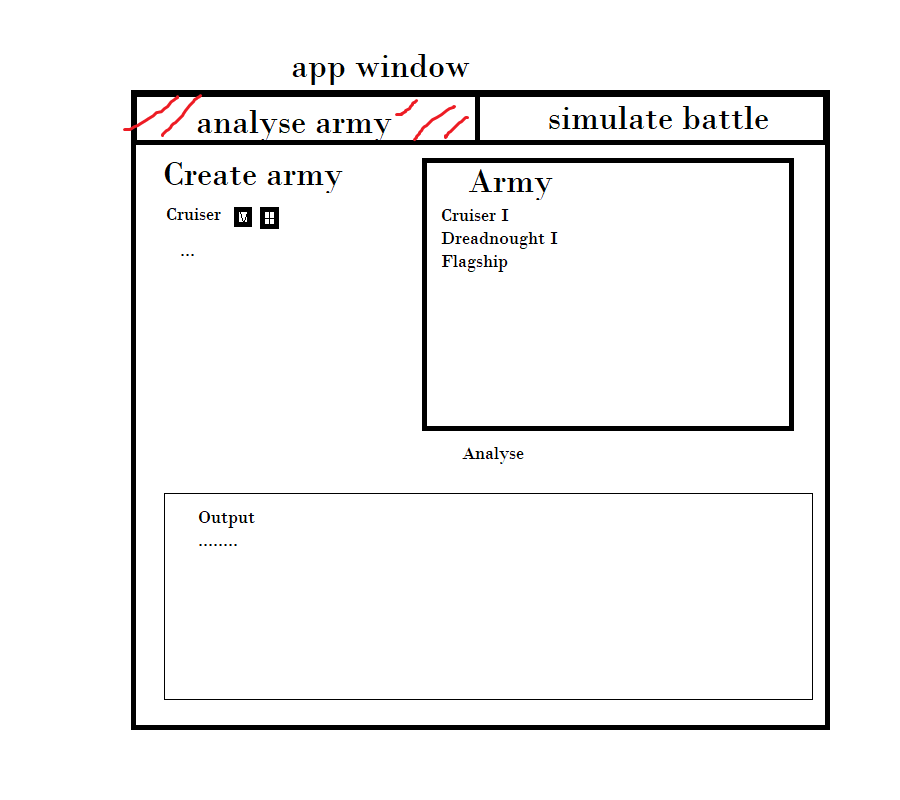 app window
analyse army
simulate battle
Create army
Cruiser
...
Army
Cruiser I
Dreadnought I
Flagship
Analyse
Output
........